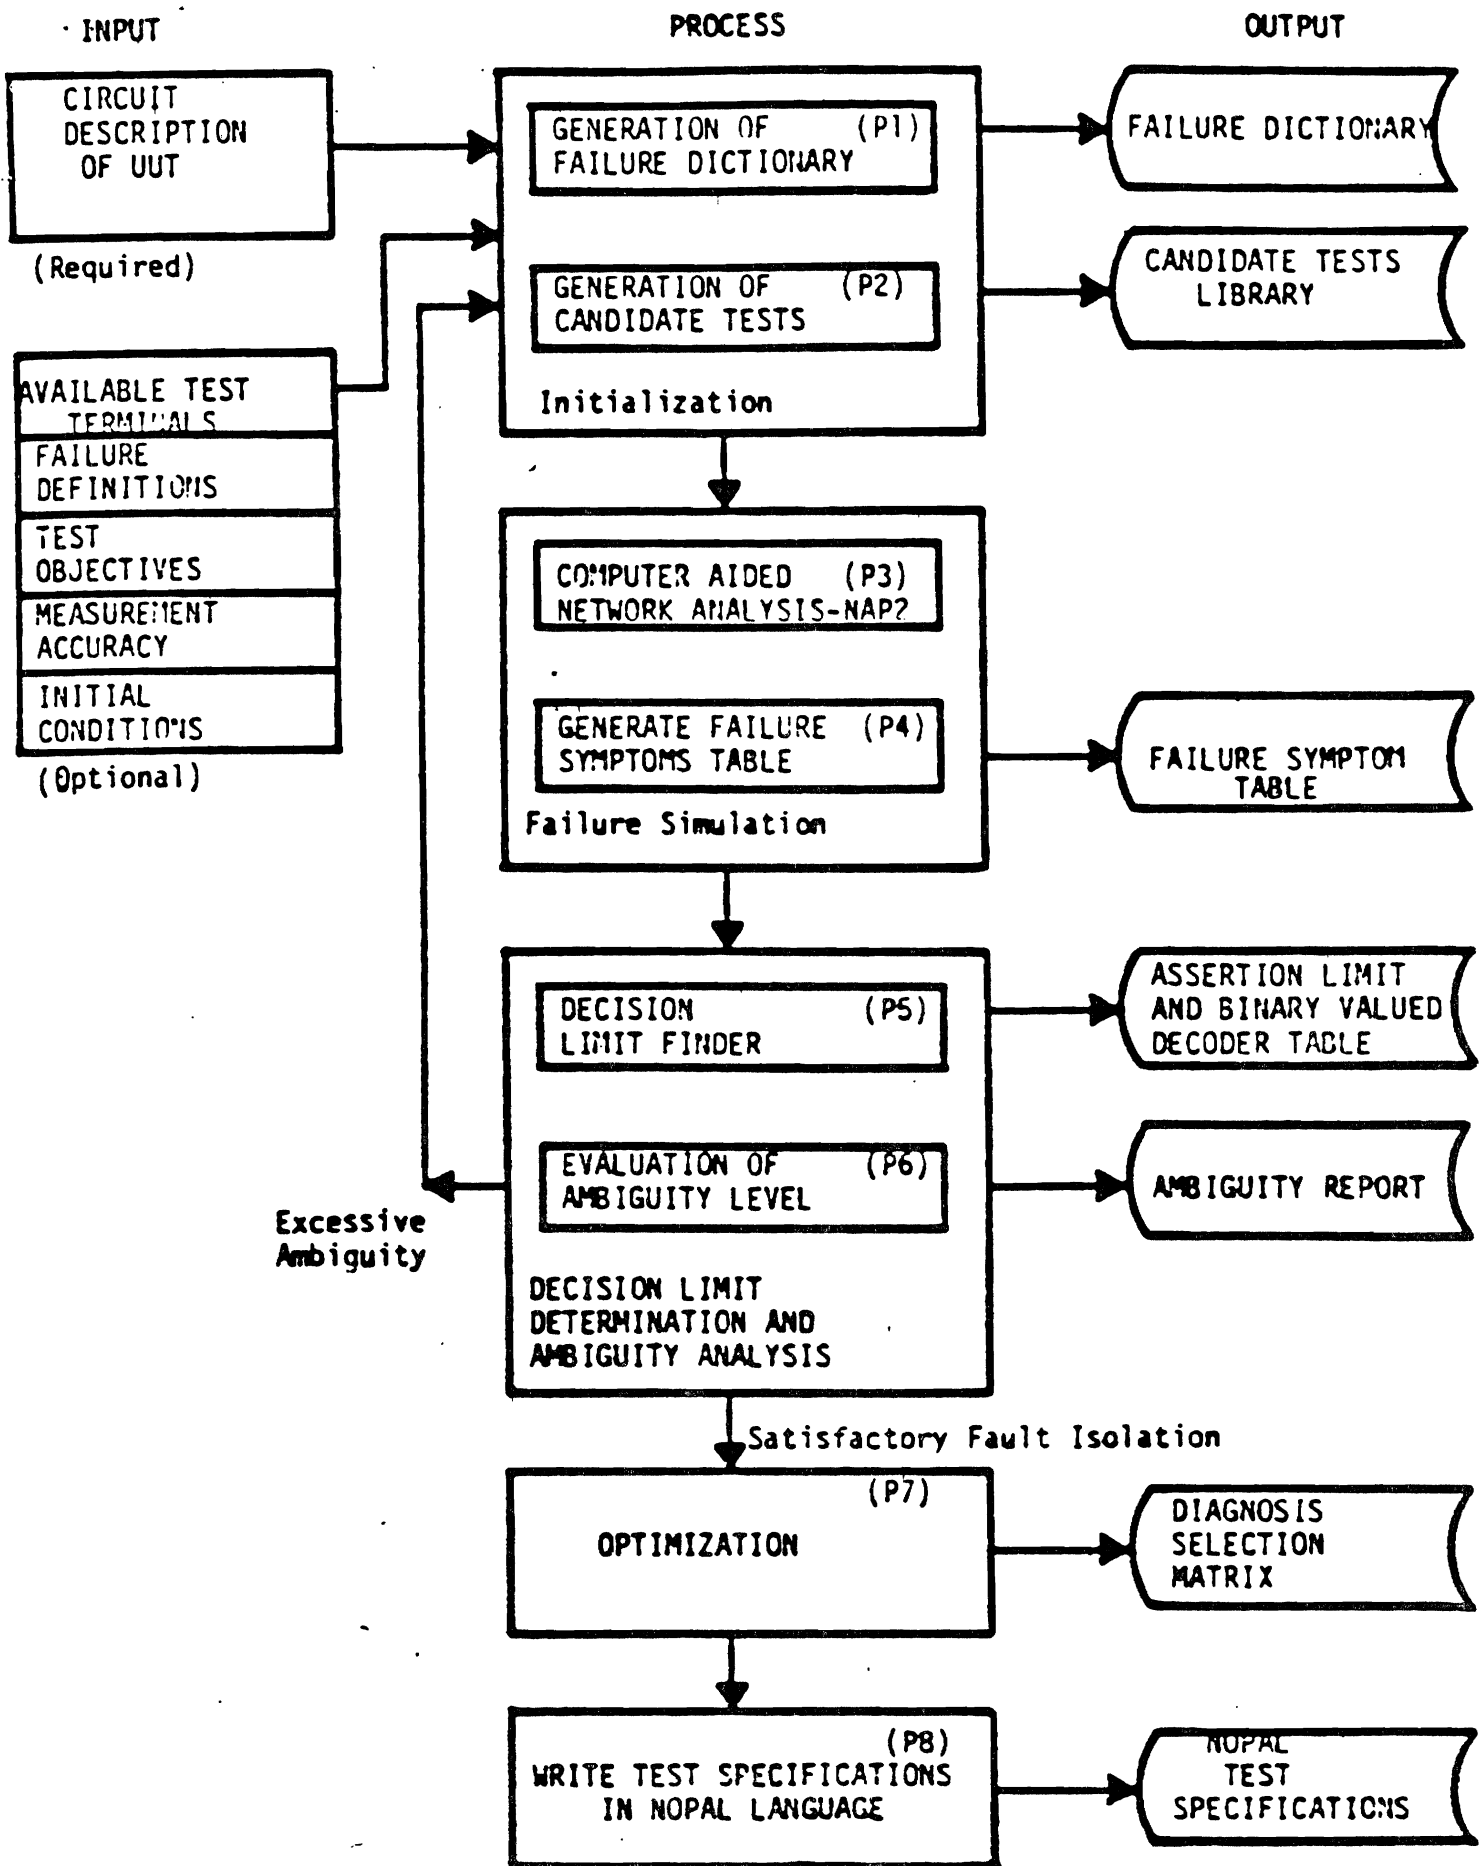 INPUT
PROCESS
OUTPUT
CIRCUIT
DESCRIPTION
OF UUT
(Required)
AVAILABLE TEST
TERMINALS
FAILURE
DEFINITIONS
TEST
OBJECTIVES
MEASUREMENT
ACCURACY
INITIAL
CONDITIONS
(Optional)
GENERATION OF (P1)
FAILURE DICTIONARY
GENERATION OF (P2)
CANDIDATE TESTS
Initialization
FAILURE DICTIONARY
CANDIDATE TESTS
LIBRARY
COMPUTER AIDED (P3)
NETWORK ANALYSIS-NAP2
GENERATE FAILURE (P4)
SYMPTOMS TABLE
Failure Simulation
FAILURE SYMPTOM
TABLE
DECISION (P5)
LIMIT FINDER
EVALUATION OF (P6)
AMBIGUITY LEVEL
DECISION LIMIT
DETERMINATION AND
AMBIGUITY ANALYSIS
Excessive
Ambiguity
ASSERTION LIMIT
AND BINARY VALUED
DECODER TABLE
AMBIGUITY REPORT
Satisfactory Fault Isolation
(P7)
OPTIMIZATION
DIAGNOSIS
SELECTION
MATRIX
(P8)
WRITE TEST SPECIFICATIONS
IN NOPAL LANGUAGE
NOPAL
TEST
SPECIFICATIONS